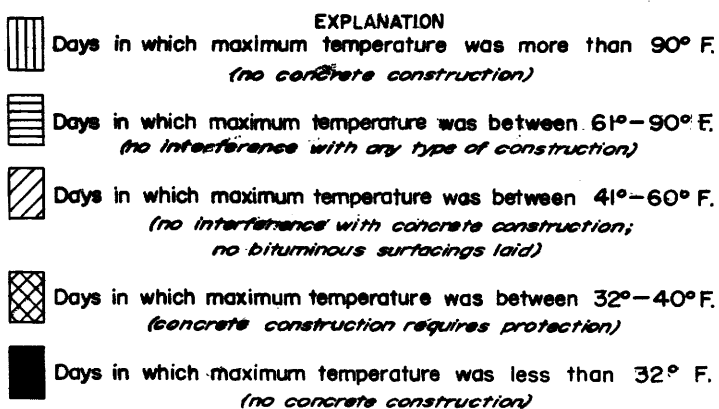 EXPLANATION
Days in which maximum temperature was more than 90° F.
(no concrete construction)
Days in which maximum temperature was between 61°–90° F.
(no interference with any type of construction)
Days in which maximum temperature was between 41°–60° F.
(no interference with concrete construction;
no bituminous surfacings laid)
Days in which maximum temperature was between 32°–40° F.
(concrete construction requires protection)
Days in which maximum temperature was less than 32° F.
(no concrete construction)